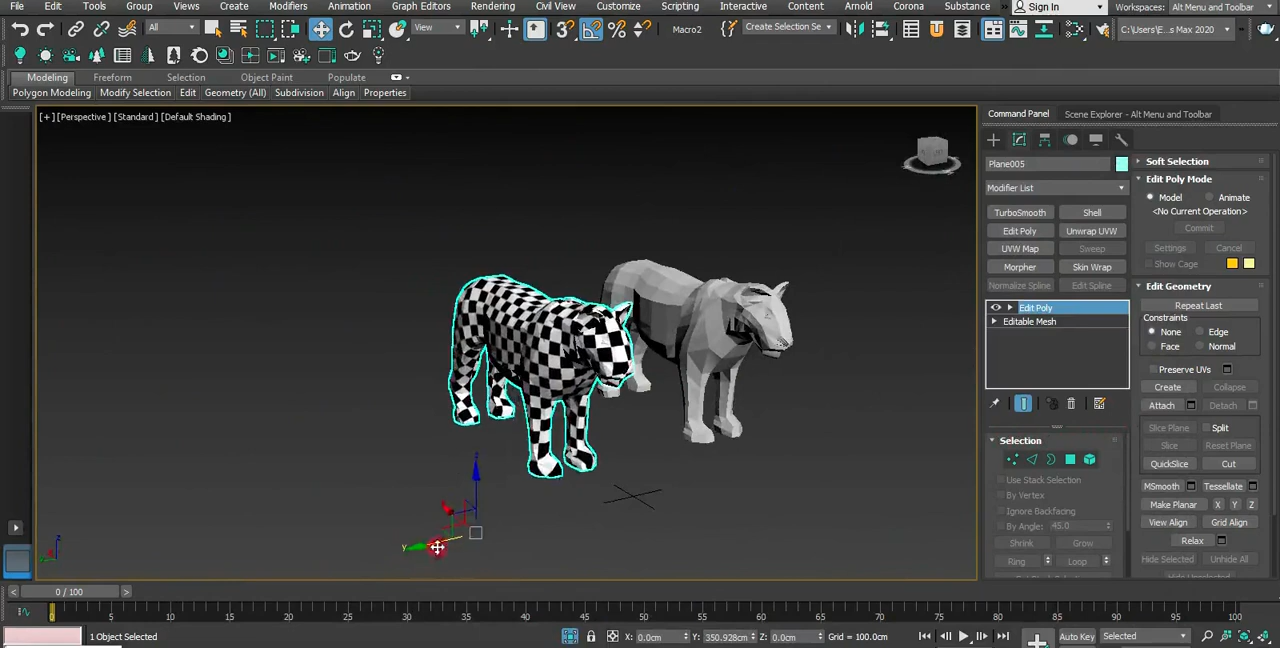 File Edit Tools Group Views Create Modifiers Animation Graph Editors Rendering Civil View Customize Scripting Interactive Content Arnold Corona Substance Sign In Workspaces: Alt Menu and Toolbar
All View Macro2 Create Selection Se C:\Users\E...s Max 2020
Modeling Freeform Selection Object Paint Populate
Polygon Modeling Modify Selection Edit Geometry (All) Subdivision Align Properties
[+] [Perspective] [Standard] [Default Shading]
Command Panel Scene Explorer - Alt Menu and Toolbar
Plane005
Modifier List
TurboSmooth Shell
Edit Poly Unwrap UVW
UVW Map Sweep
Morpher Skin Wrap
Normalize Spline Edit Spline
Edit Poly
Editable Mesh
Selection
Use Stack Selection
By Vertex
Ignore Backfacing
By Angle: 45.0
Shrink Grow
Ring Loop
Soft Selection
Edit Poly Mode
Model Animate
<No Current Operation>
Commit
Settings Cancel
Show Cage
Edit Geometry
Repeat Last
Constraints
None Edge
Face Normal
Preserve UVs
Create Collapse
Attach Detach
Slice Plane Split
Slice Reset Plane
QuickSlice Cut
MSmooth Tessellate
Make Planar X Y Z
View Align Grid Align
Relax
Hide Selected Unhide All
z
y
z
0 / 100
0 5 10 15 20 25 30 35 40 45 50 55 60 65 70 75 80 85 90 95 100
1 Object Selected X: 0.0cm Y: 350.928cm Z: 0.0cm Grid = 100.0cm Auto Key Selected